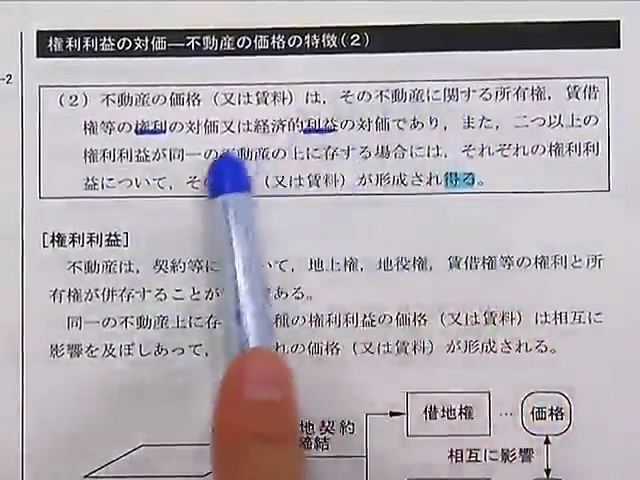 権利利益の対価―不動産の価格の特徴(2)
-2
(2)不動産の価格(又は賃料)は,その不動産に関する所有権,賃借
権等の権利の対価又は経済的利益の対価であり,また,二つ以上の
権利利益が同一の不動産の上に存する場合には,それぞれの権利利
益について,その (又は賃料)が形成され得る。
[権利利益]
不動産は,契約等に いて,地上権,地役権,賃借権等の権利と所
有権が併存することが ある。
同一の不動産上に存 種の権利利益の価格(又は賃料)は相互に
影響を及ぼしあって, れの価格(又は賃料)が形成される。
地契約
締結
借地権 … 価格
相互に影響